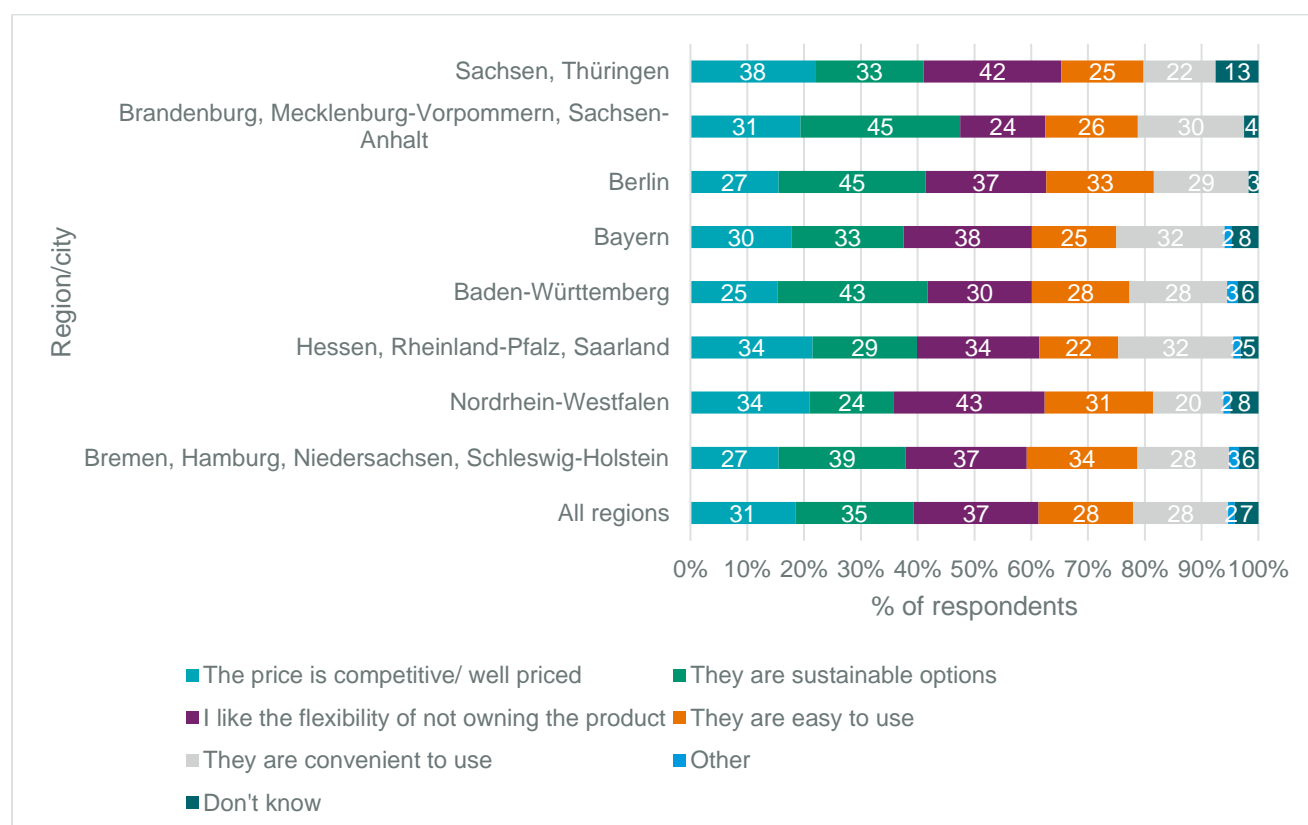 Region/city
Sachsen, Thüringen
38 33 42 25 22 13
Brandenburg, Mecklenburg-Vorpommern, Sachsen-
Anhalt
31 45 24 26 30 4
Berlin
27 45 37 33 29 3
Bayern
30 33 38 25 32 2 8
Baden-Württemberg
25 43 30 28 28 3 6
Hessen, Rheinland-Pfalz, Saarland
34 29 34 22 32 2 5
Nordrhein-Westfalen
34 24 43 31 20 2 8
Bremen, Hamburg, Niedersachsen, Schleswig-Holstein
27 39 37 34 28 3 6
All regions
31 35 37 28 28 2 7
0% 10% 20% 30% 40% 50% 60% 70% 80% 90% 100%
% of respondents
The price is competitive/ well priced
They are sustainable options
I like the flexibility of not owning the product
They are easy to use
They are convenient to use
Other
Don't know